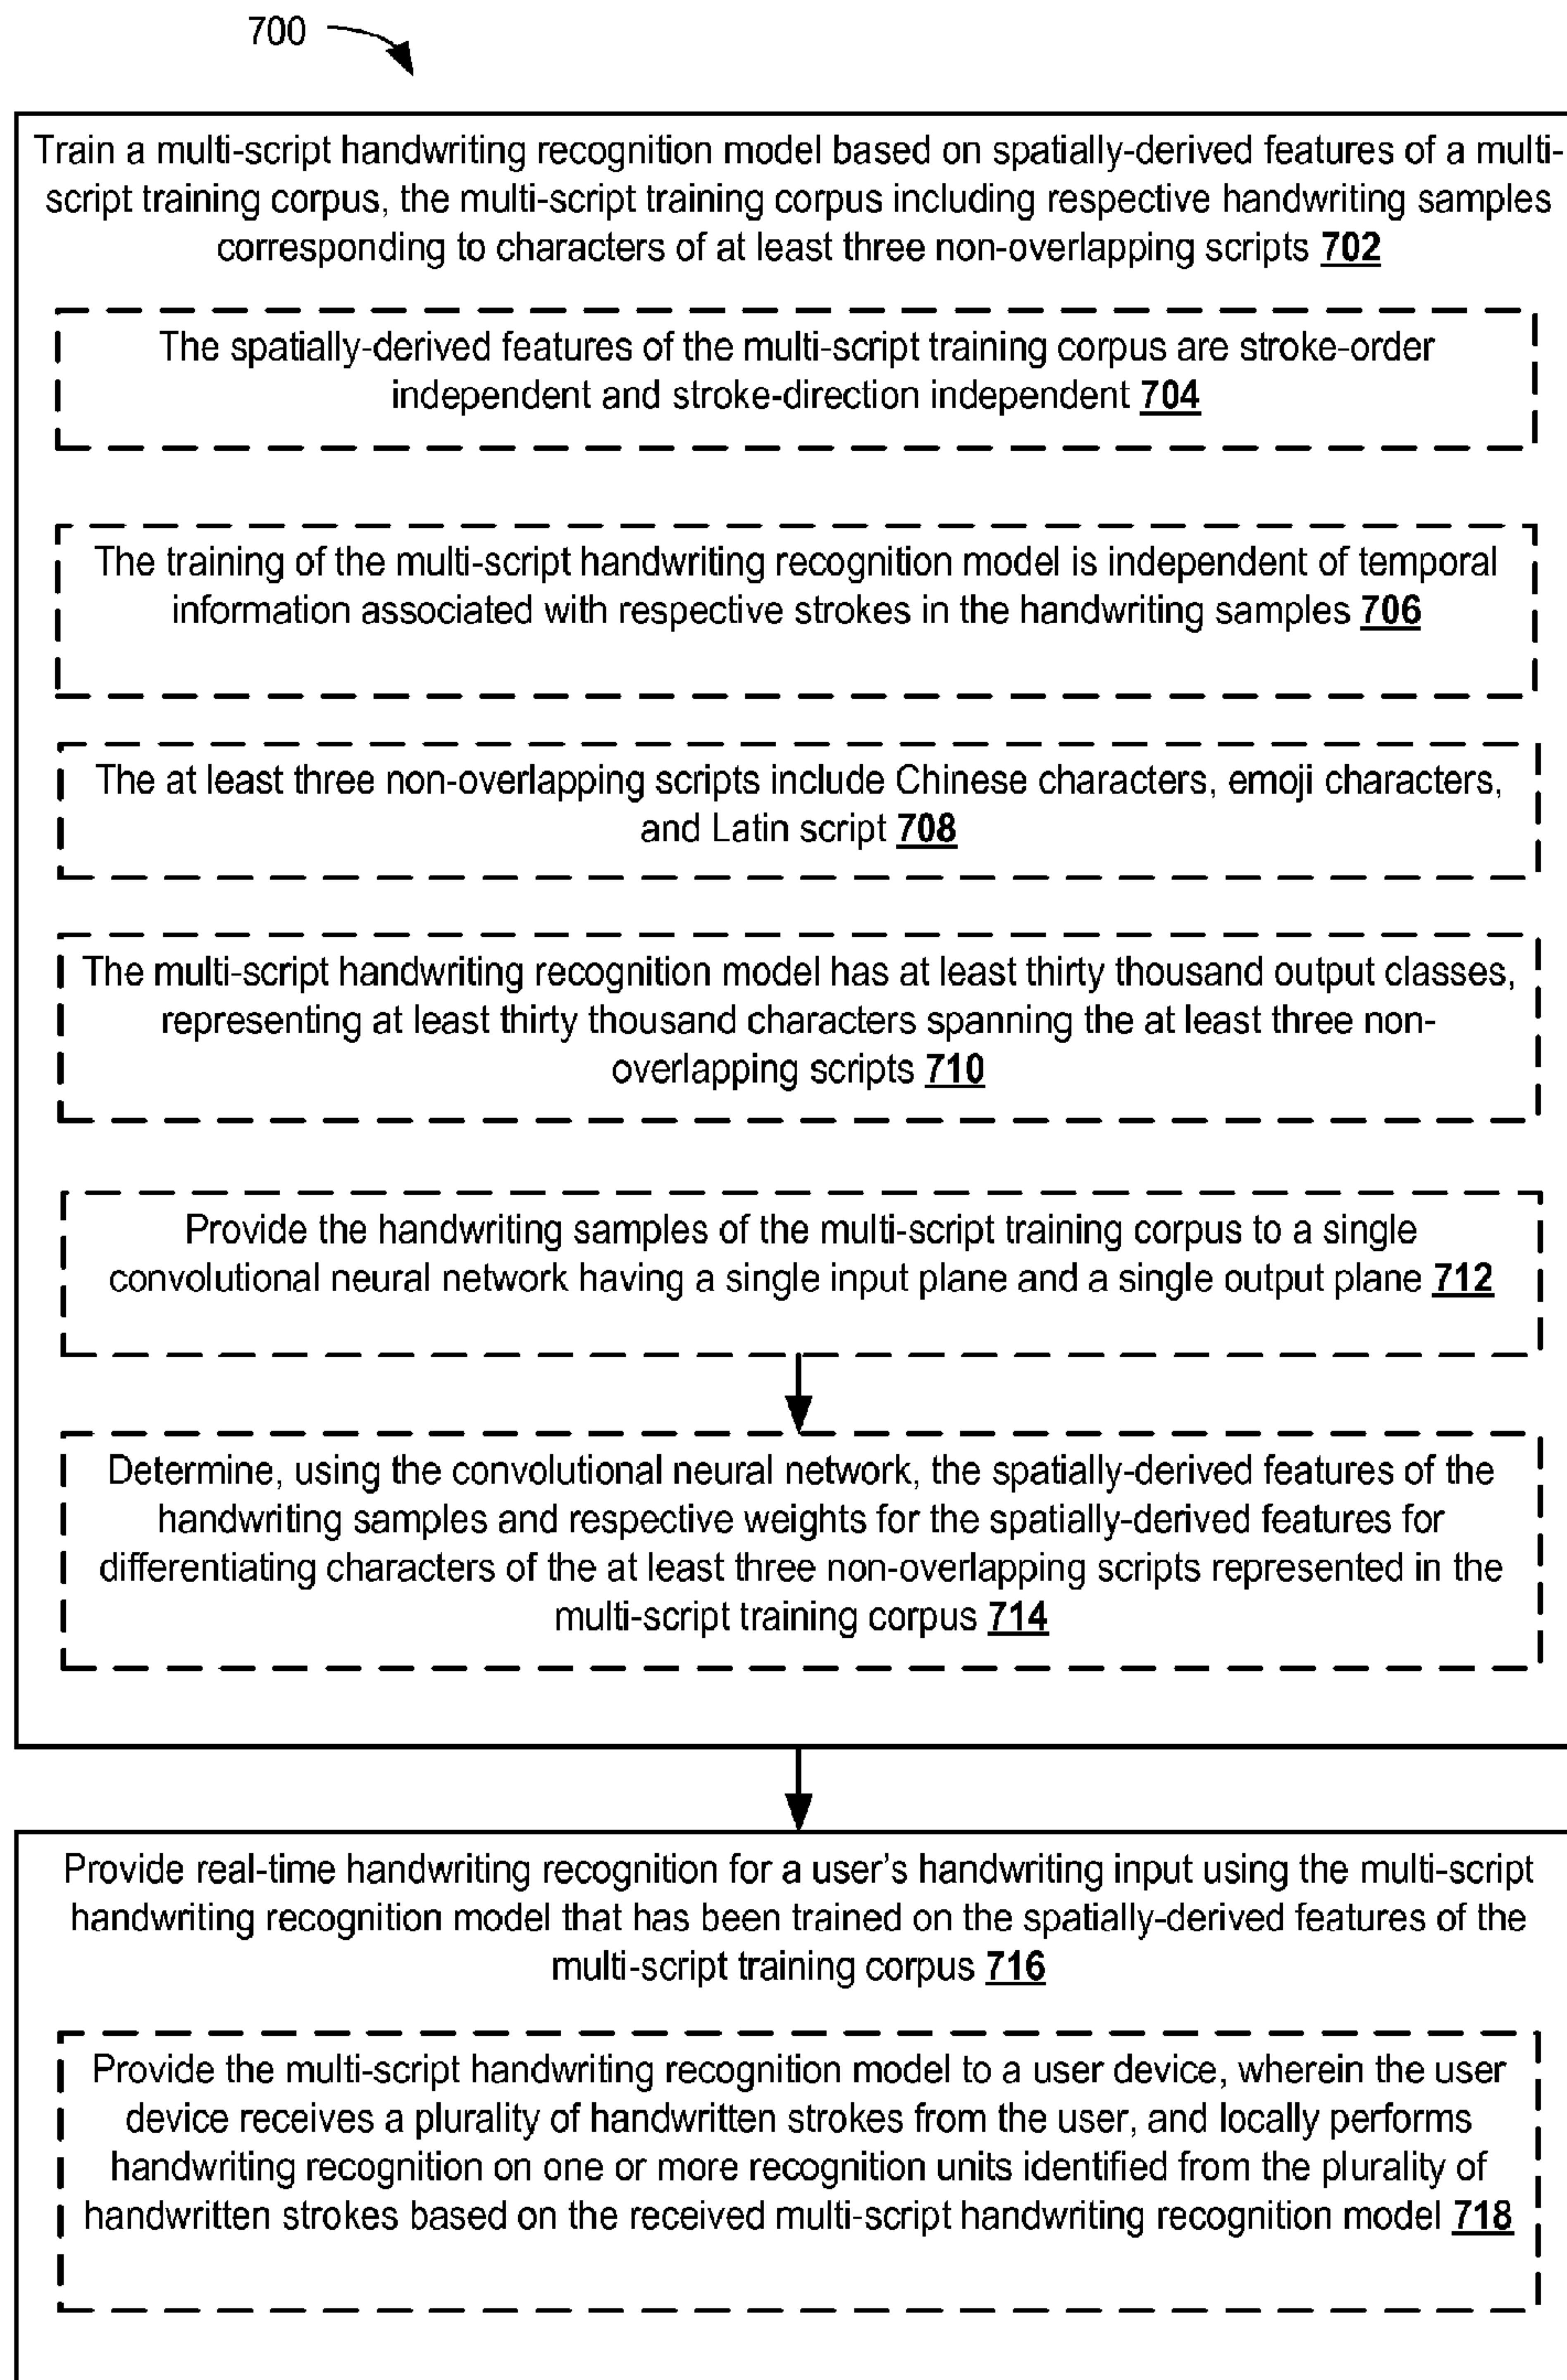 700
Train a multi-script handwriting recognition model based on spatially-derived features of a multi-
script training corpus, the multi-script training corpus including respective handwriting samples
corresponding to characters of at least three non-overlapping scripts 702
The spatially-derived features of the multi-script training corpus are stroke-order
independent and stroke-direction independent 704
The training of the multi-script handwriting recognition model is independent of temporal
information associated with respective strokes in the handwriting samples 706
The at least three non-overlapping scripts include Chinese characters, emoji characters,
and Latin script 708
The multi-script handwriting recognition model has at least thirty thousand output classes,
representing at least thirty thousand characters spanning the at least three non-
overlapping scripts 710
Provide the handwriting samples of the multi-script training corpus to a single
convolutional neural network having a single input plane and a single output plane 712
Determine, using the convolutional neural network, the spatially-derived features of the
handwriting samples and respective weights for the spatially-derived features for
differentiating characters of the at least three non-overlapping scripts represented in the
multi-script training corpus 714
Provide real-time handwriting recognition for a user’s handwriting input using the multi-script
handwriting recognition model that has been trained on the spatially-derived features of the
multi-script training corpus 716
Provide the multi-script handwriting recognition model to a user device, wherein the user
device receives a plurality of handwritten strokes from the user, and locally performs
handwriting recognition on one or more recognition units identified from the plurality of
handwritten strokes based on the received multi-script handwriting recognition model 718